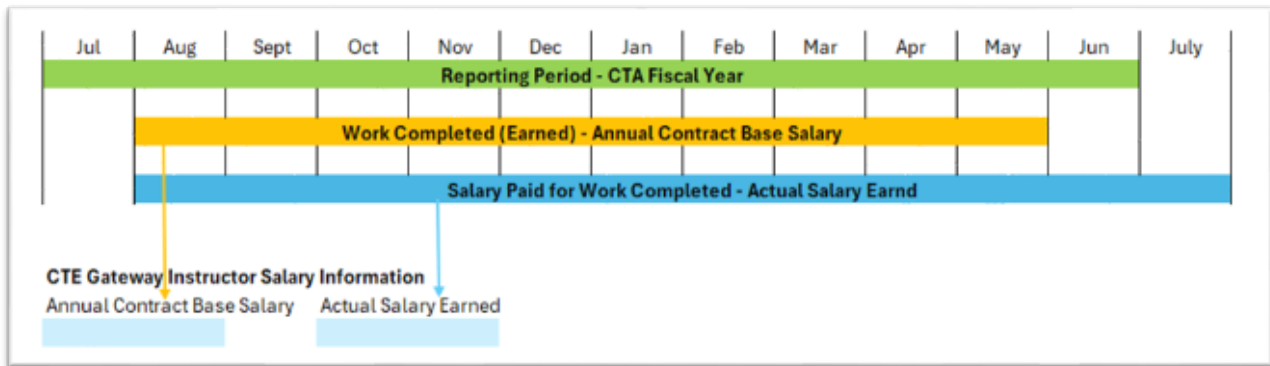 Jul Aug Sept Oct Nov Dec Jan Feb Mar Apr May Jun July
Reporting Period - CTA Fiscal Year
Work Completed (Earned) - Annual Contract Base Salary
Salary Paid for Work Completed - Actual Salary Earnd
CTE Gateway Instructor Salary Information
Annual Contract Base Salary Actual Salary Earned